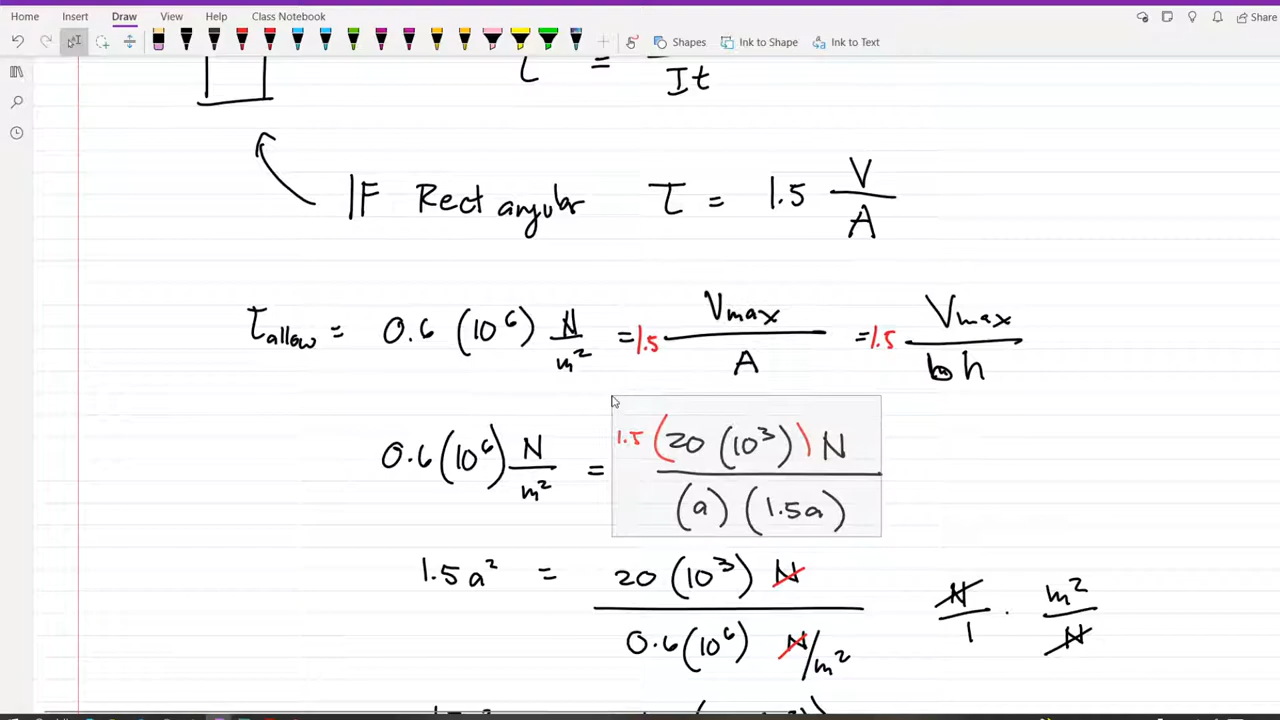 Home Insert Draw View Help Class Notebook Share
Shapes Ink to Shape Ink to Text
τ = It
IF Rectangular τ = 1.5 V/A
τallow = 0.6 (10⁶) N/m² = 1.5 Vmax/A = 1.5 Vmax/bh
0.6 (10⁶) N/m² = 1.5 (20 (10³)) N / (a) (1.5a)
1.5a² = 20 (10³) N / 0.6 (10⁶) N/m² N/1 · m²/N